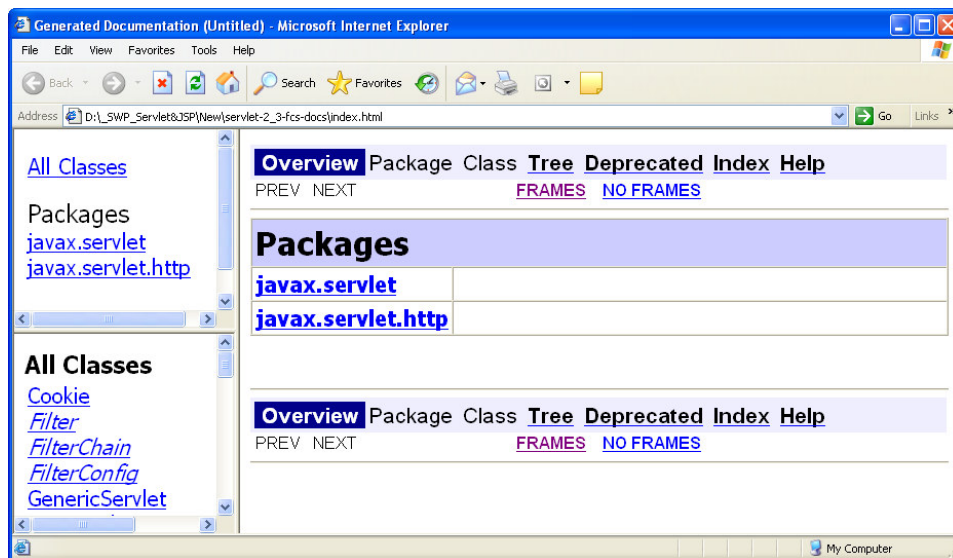 Generated Documentation (Untitled) - Microsoft Internet Explorer
File Edit View Favorites Tools Help
Back Search Favorites
Address D:\_SWP_Servlet&JSP\New\servlet-2_3-fcs-docs\index.html Go Links »
All Classes
Packages
javax.servlet
javax.servlet.http
All Classes
Cookie
Filter
FilterChain
FilterConfig
GenericServlet
Overview Package Class Tree Deprecated Index Help
PREV NEXT FRAMES NO FRAMES
Packages
javax.servlet
javax.servlet.http
Overview Package Class Tree Deprecated Index Help
PREV NEXT FRAMES NO FRAMES
My Computer